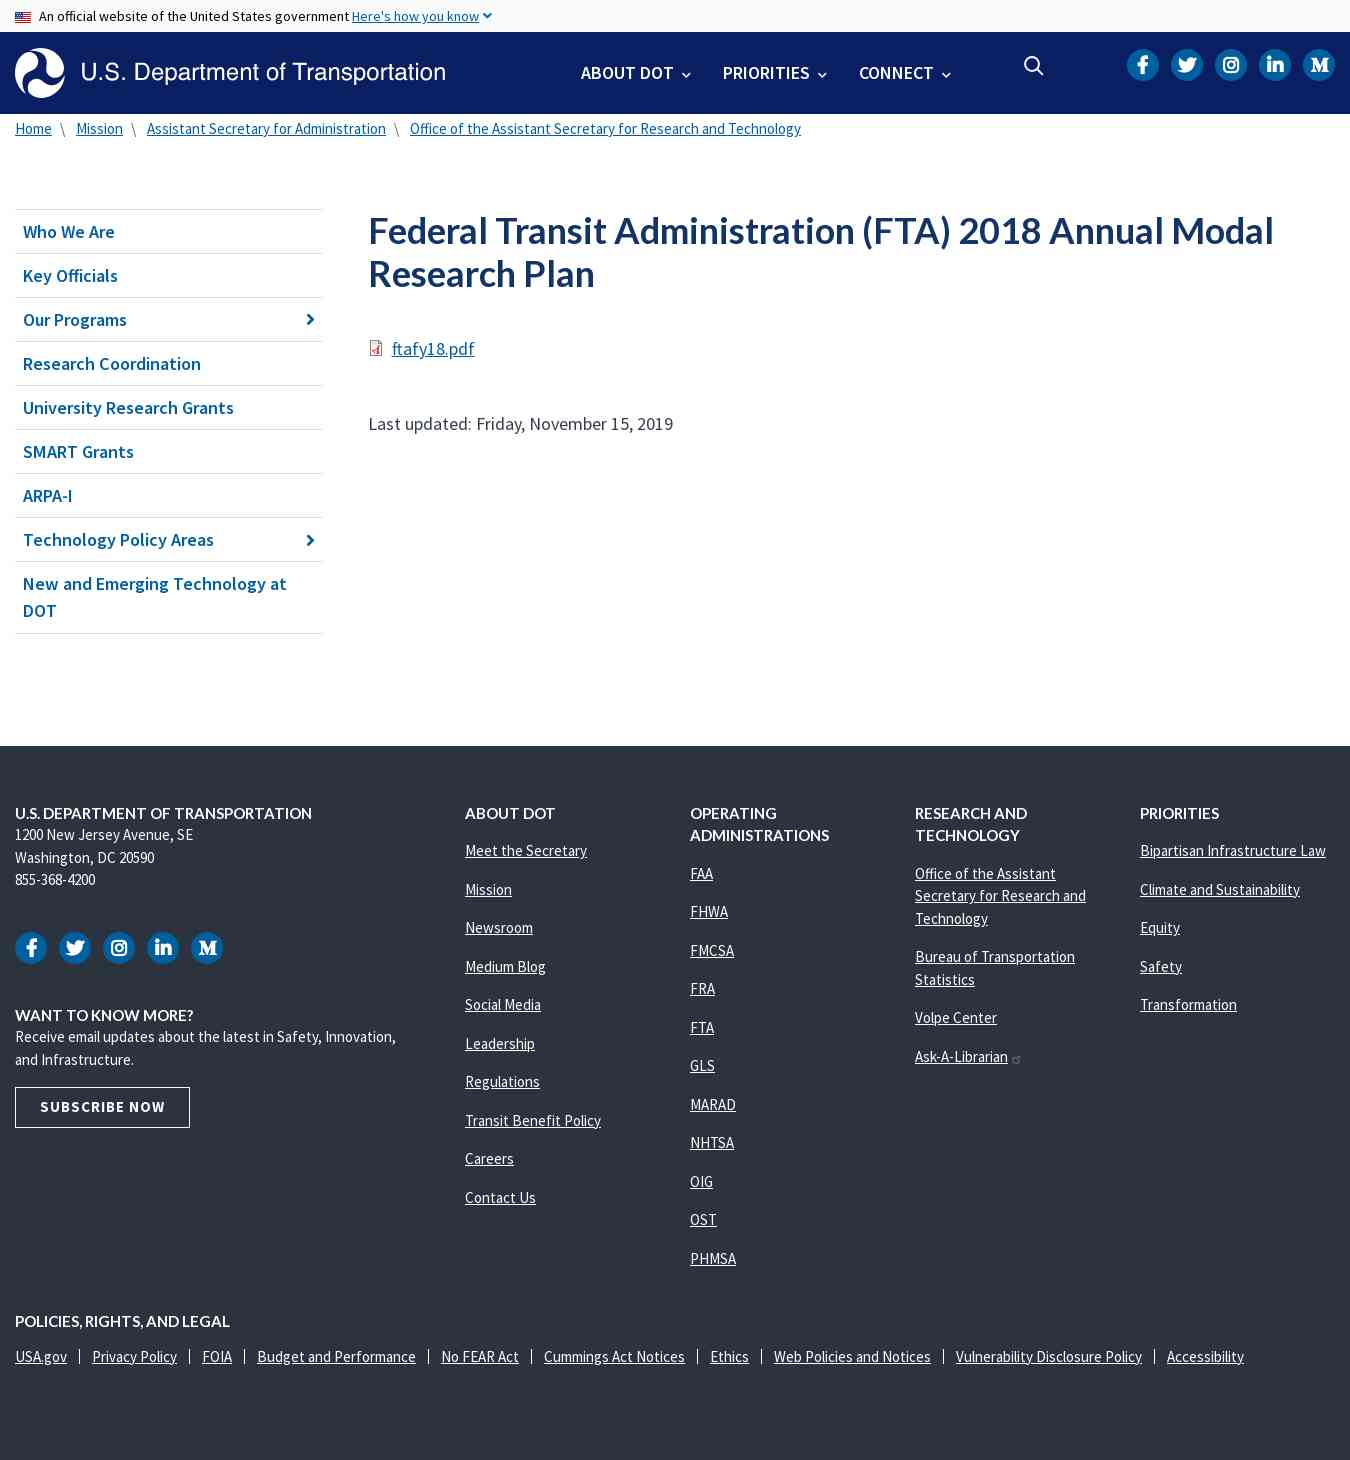 An official website of the United States government Here's how you know
U.S. Department of Transportation
ABOUT DOT
PRIORITIES
CONNECT
Home \ Mission \ Assistant Secretary for Administration \ Office of the Assistant Secretary for Research and Technology
Who We Are
Key Officials
Our Programs
Research Coordination
University Research Grants
SMART Grants
ARPA-I
Technology Policy Areas
New and Emerging Technology at
DOT
Federal Transit Administration (FTA) 2018 Annual Modal
Research Plan
ftafy18.pdf
Last updated: Friday, November 15, 2019
U.S. DEPARTMENT OF TRANSPORTATION
1200 New Jersey Avenue, SE
Washington, DC 20590
855-368-4200
WANT TO KNOW MORE?
Receive email updates about the latest in Safety, Innovation,
and Infrastructure.
SUBSCRIBE NOW
ABOUT DOT
Meet the Secretary
Mission
Newsroom
Medium Blog
Social Media
Leadership
Regulations
Transit Benefit Policy
Careers
Contact Us
OPERATING
ADMINISTRATIONS
FAA
FHWA
FMCSA
FRA
FTA
GLS
MARAD
NHTSA
OIG
OST
PHMSA
RESEARCH AND
TECHNOLOGY
Office of the Assistant
Secretary for Research and
Technology
Bureau of Transportation
Statistics
Volpe Center
Ask-A-Librarian
PRIORITIES
Bipartisan Infrastructure Law
Climate and Sustainability
Equity
Safety
Transformation
POLICIES, RIGHTS, AND LEGAL
USA.gov | Privacy Policy | FOIA | Budget and Performance | No FEAR Act | Cummings Act Notices | Ethics | Web Policies and Notices | Vulnerability Disclosure Policy | Accessibility